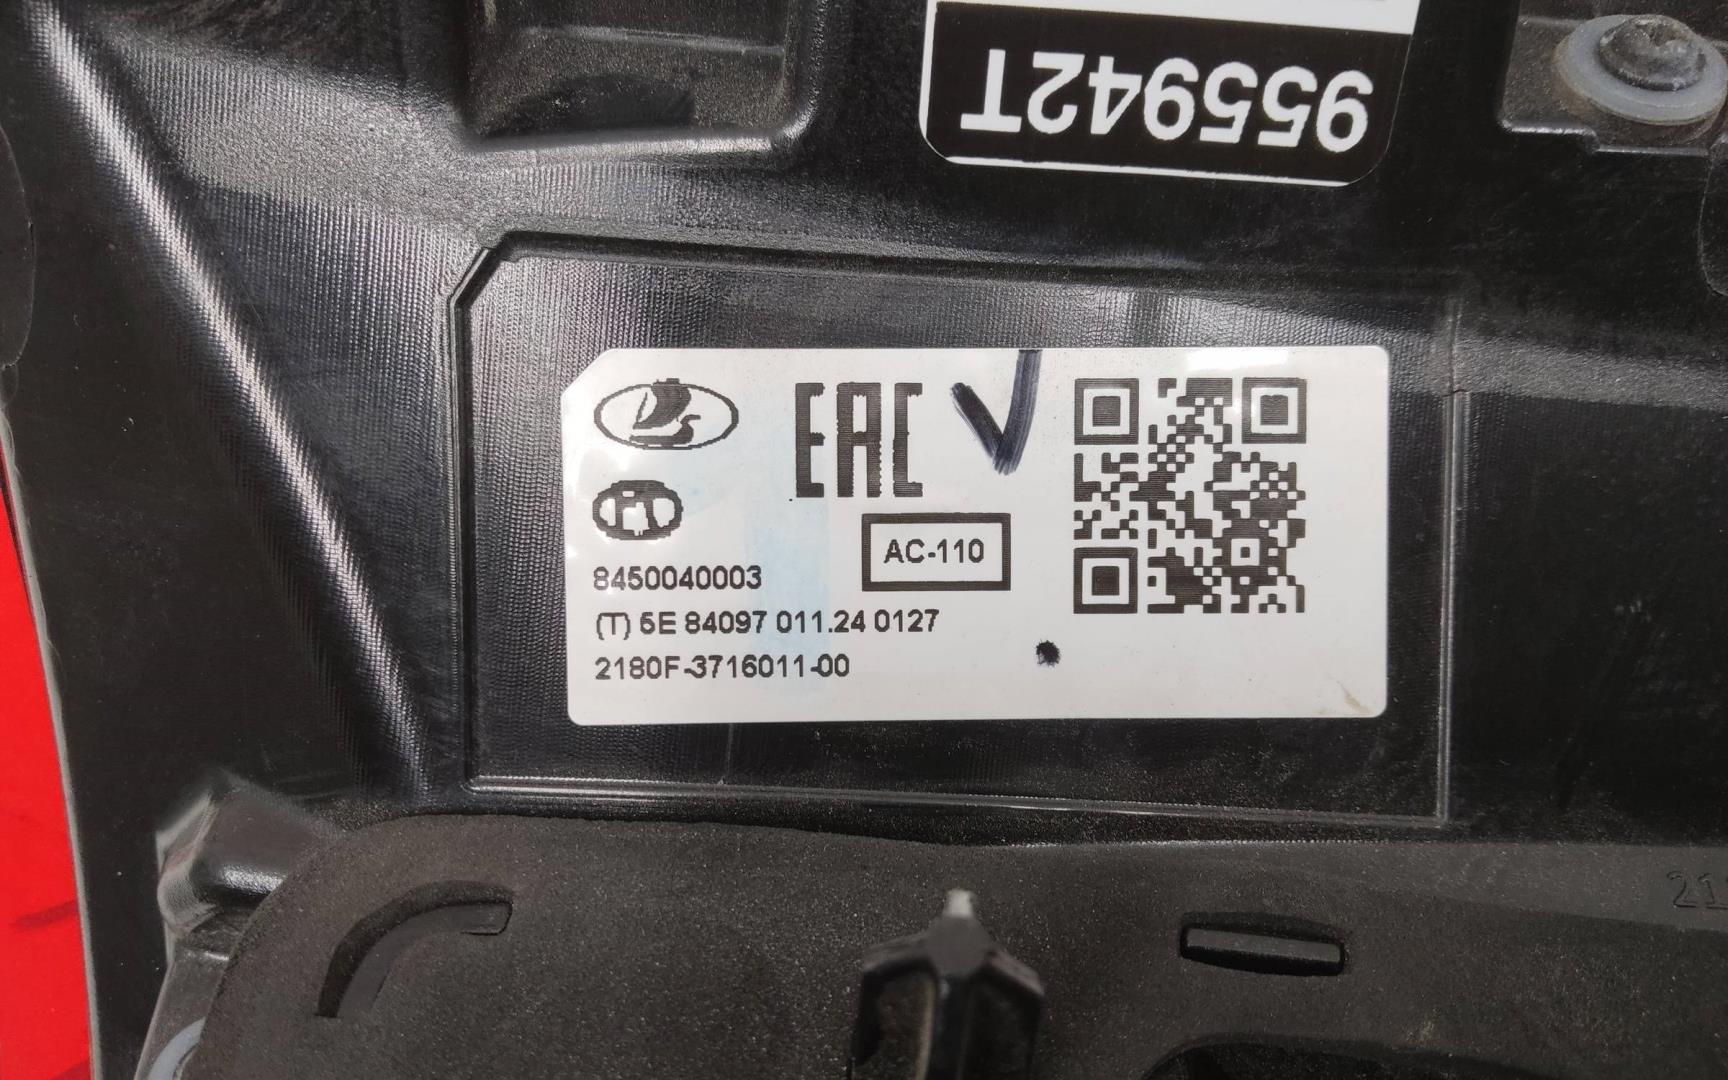 955942T
EAC
AC-110
8450040003
(T) 5E 84097 011.24 0127
2180F-3716011-00